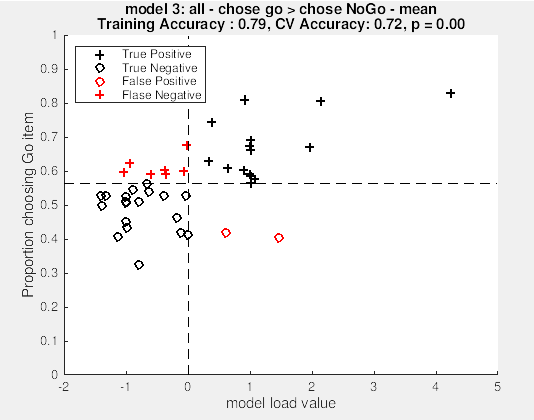 model 3: all - chose go > chose NoGo - mean
Training Accuracy : 0.79, CV Accuracy: 0.72, p = 0.00
True Positive
True Negative
False Positive
Flase Negative
Proportion choosing Go item
1
0.9
0.8
0.7
0.6
0.5
0.4
0.3
0.2
0.1
0
-2
-1
0
1
2
3
4
5
model load value